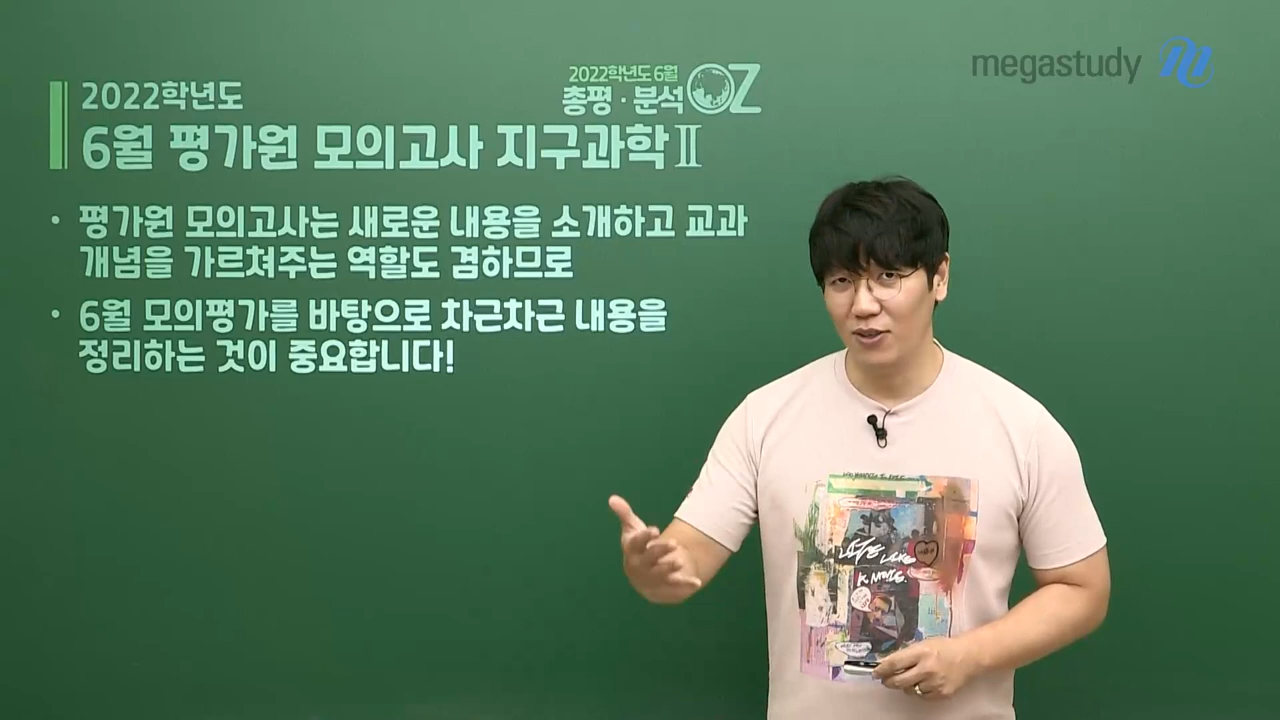 megastudy
2022학년도 6월
총평·분석 OZ
2022학년도
6월 평가원 모의고사 지구과학Ⅱ
• 평가원 모의고사는 새로운 내용을 소개하고 교과
개념을 가르쳐주는 역할도 겸하므로
• 6월 모의평가를 바탕으로 차근차근 내용을
정리하는 것이 중요합니다!
LIFE LIKE
A MOVIE.